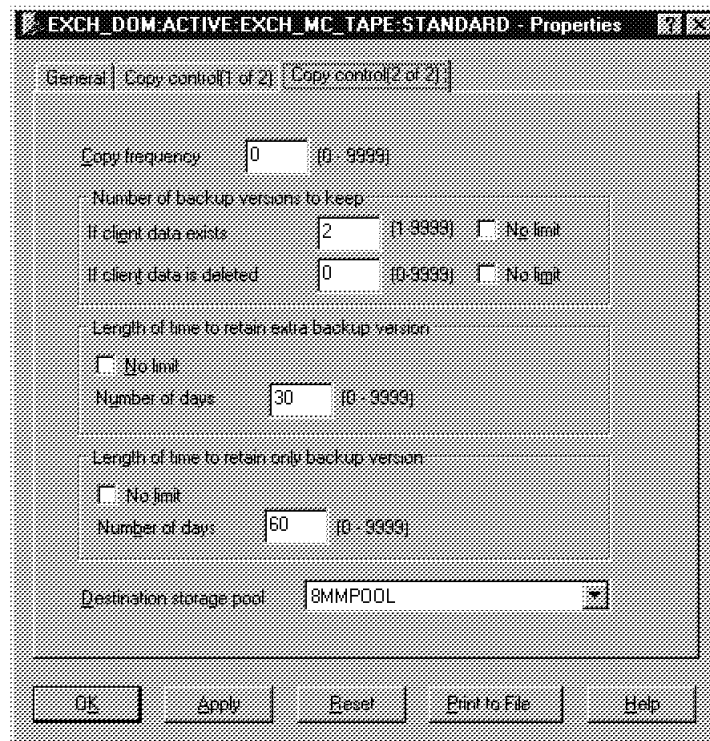 EXCH_DOM:ACTIVE:EXCH_MC_TAPE:STANDARD - Properties
General Copy control(1 of 2) Copy control(2 of 2)
Copy frequency 0 (0 - 9999)
Number of backup versions to keep
If client data exists 2 (1-9999) No limit
If client data is deleted 0 (0-9999) No limit
Length of time to retain extra backup version
No limit
Number of days 30 (0 - 9999)
Length of time to retain only backup version
No limit
Number of days 60 (0 - 9999)
Destination storage pool 8MMPOOL
OK Apply Reset Print to File Help